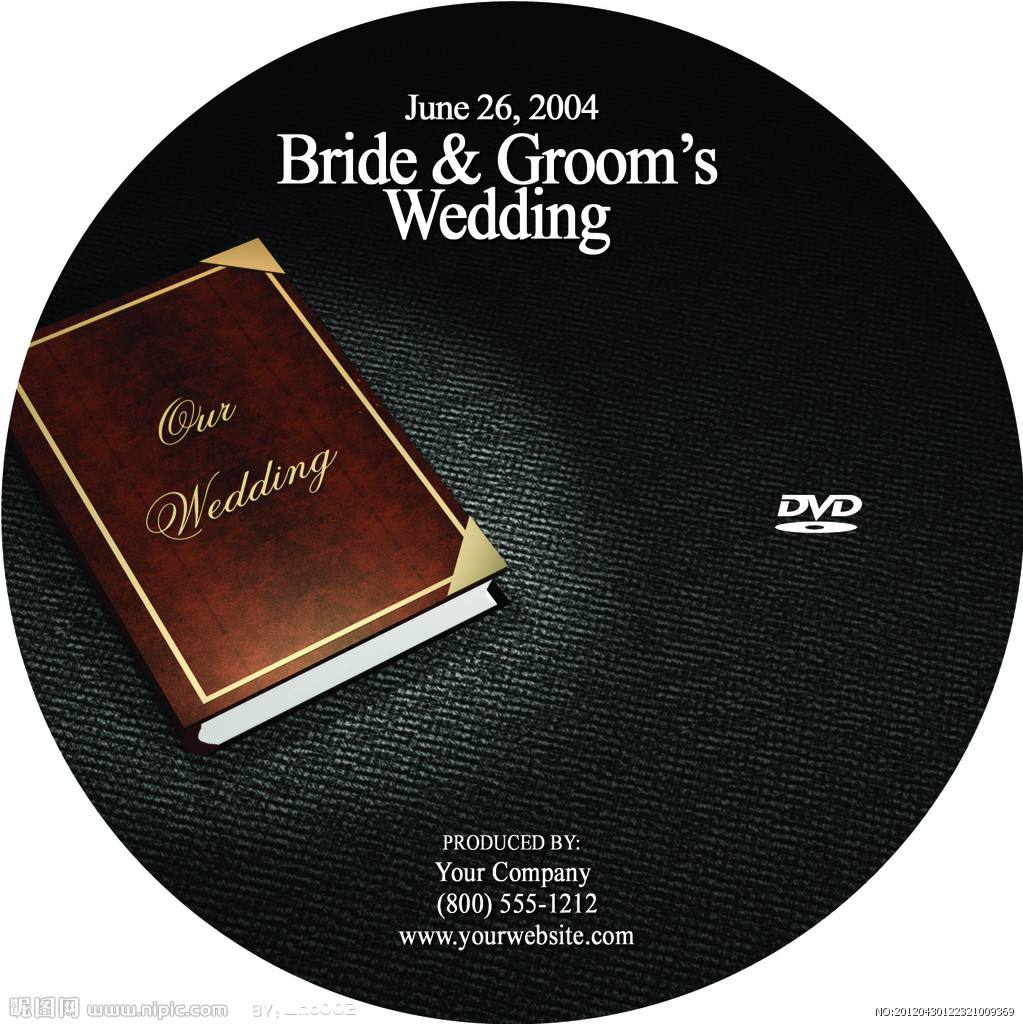 June 26, 2004
Bride & Groom's
Wedding
Our
Wedding
DVD
PRODUCED BY:
Your Company
(800) 555-1212
www.yourwebsite.com
昵图网 www.nipic.com BY:
NO:20120430122321009369